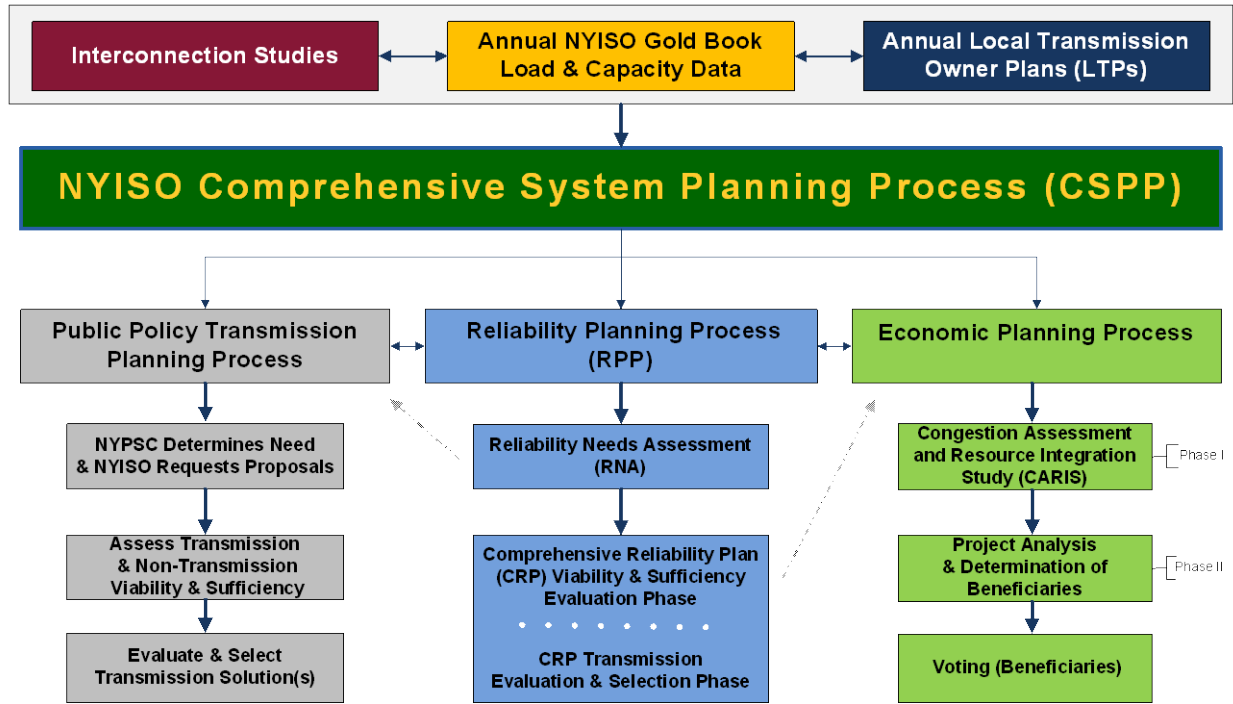 Interconnection Studies
Annual NYISO Gold Book
Load & Capacity Data
Annual Local Transmission
Owner Plans (LTPs)
NYISO Comprehensive System Planning Process (CSPP)
Public Policy Transmission
Planning Process
Reliability Planning Process
(RPP)
Economic Planning Process
NYPSC Determines Need
& NYISO Requests Proposals
Reliability Needs Assessment
(RNA)
Congestion Assessment
and Resource Integration
Study (CARIS)
Phase I
Assess Transmission
& Non-Transmission
Viability & Sufficiency
Comprehensive Reliability Plan
(CRP) Viability & Sufficiency
Evaluation Phase
Project Analysis
& Determination of
Beneficiaries
Phase II
Evaluate & Select
Transmission Solution(s)
CRP Transmission
Evaluation & Selection Phase
Voting (Beneficiaries)